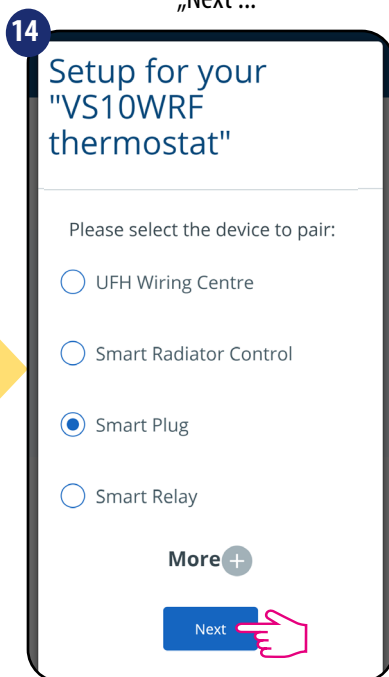 „Next ...
14
Setup for your
"VS10WRF
thermostat"
Please select the device to pair:
UFH Wiring Centre
Smart Radiator Control
Smart Plug
Smart Relay
More +
Next